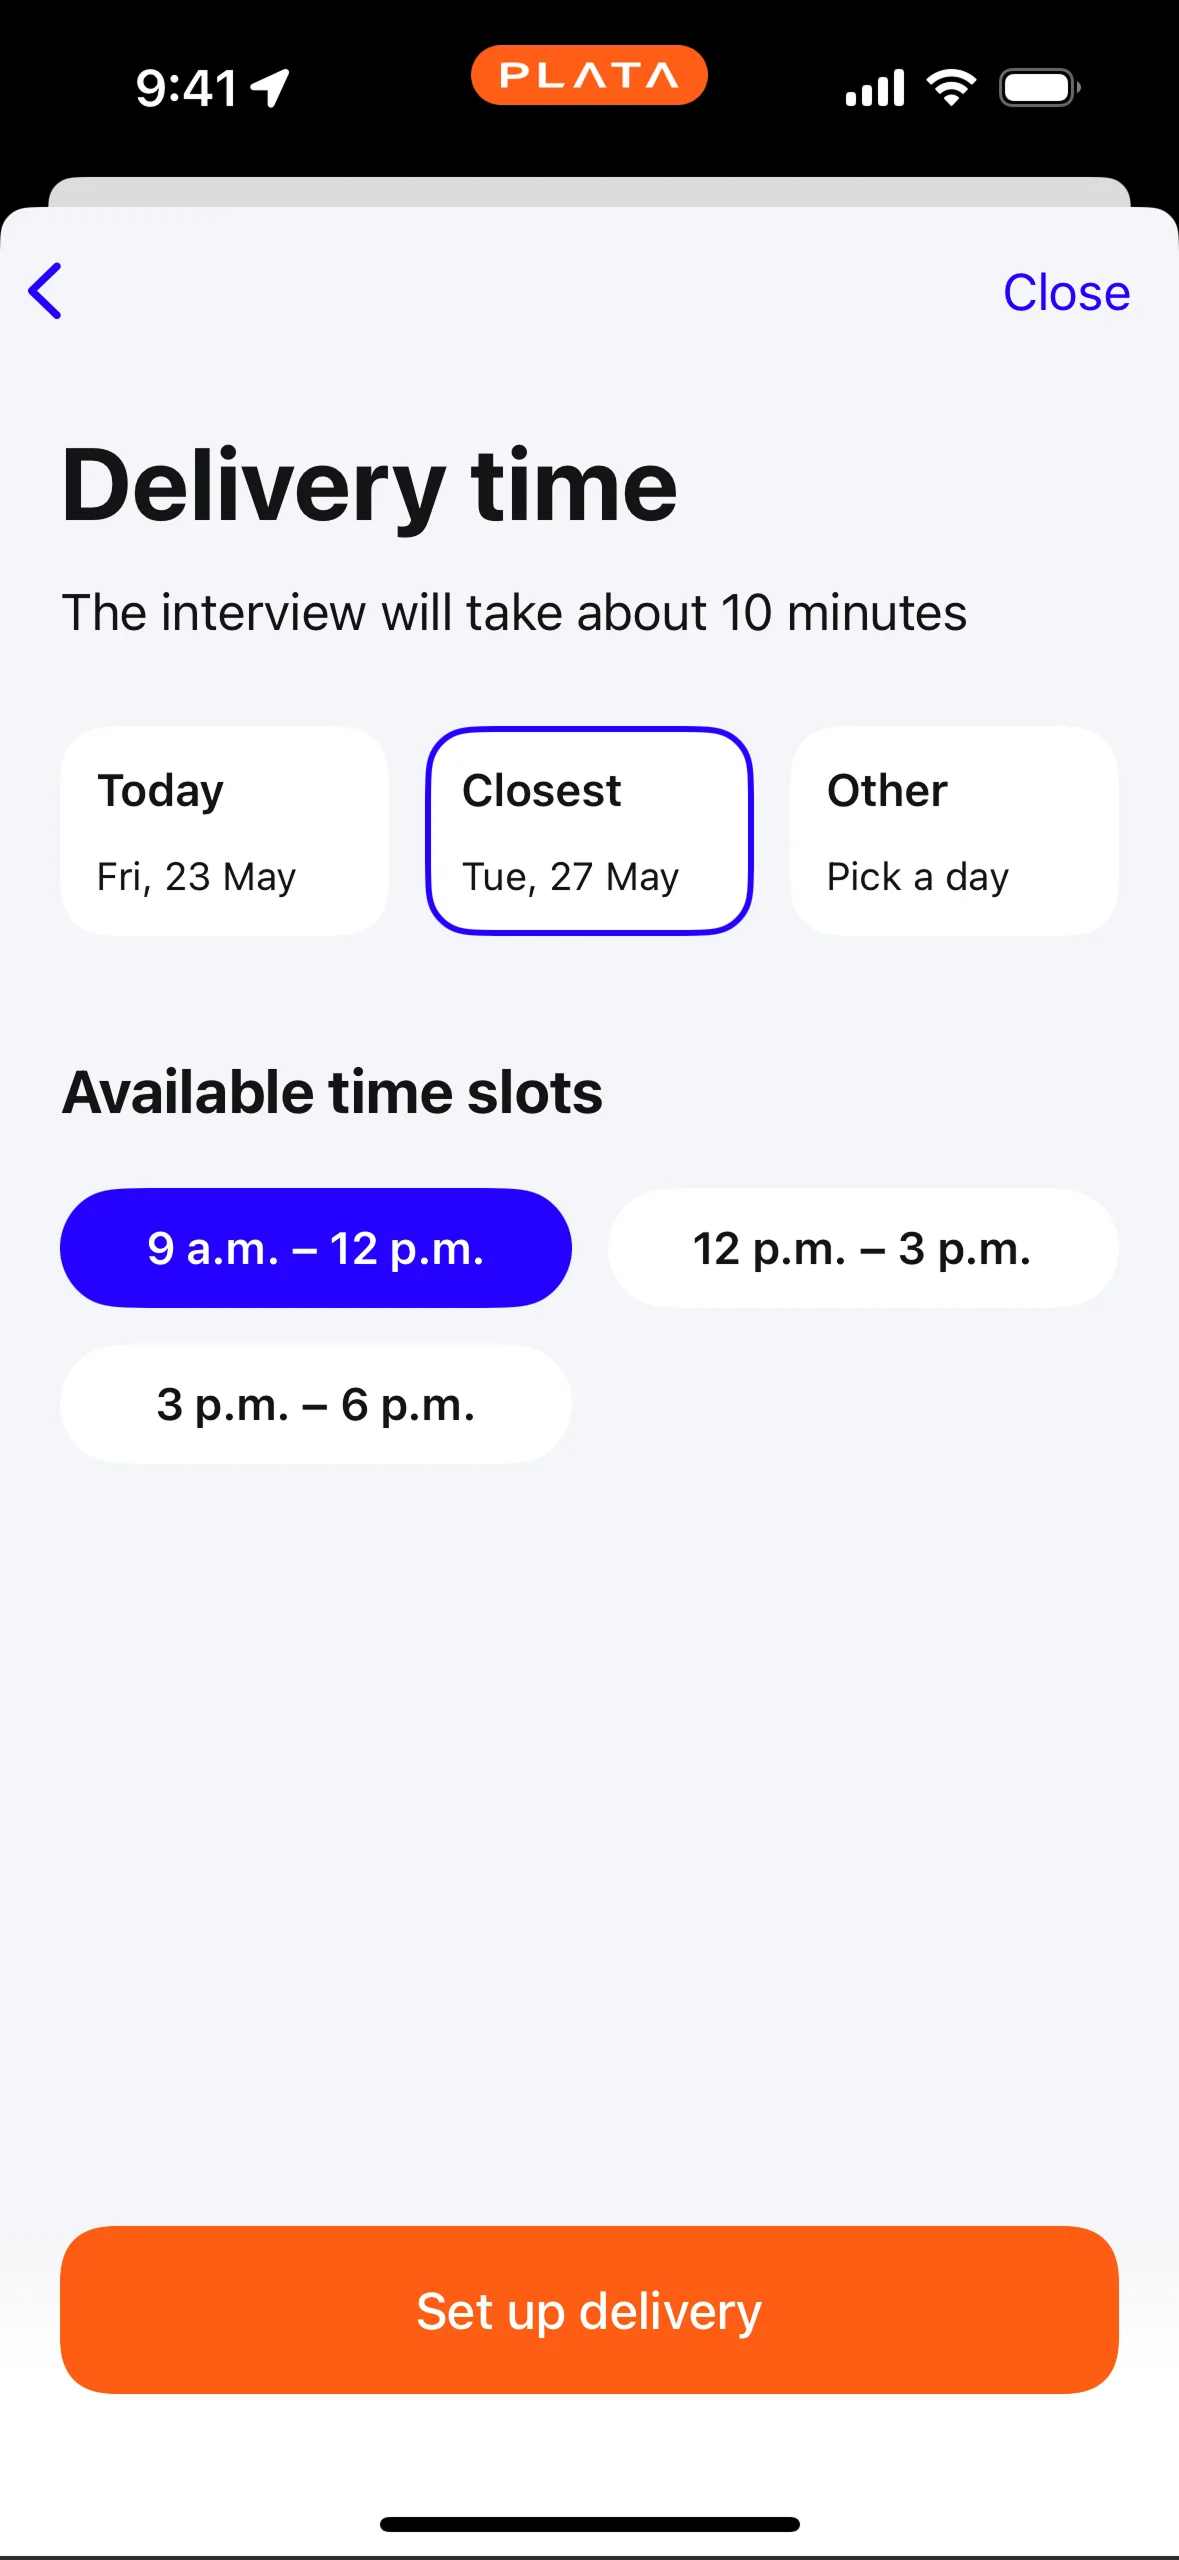 9:41
PLATA
Close
Delivery time
The interview will take about 10 minutes
Today
Fri, 23 May
Closest
Tue, 27 May
Other
Pick a day
Available time slots
9 a.m. – 12 p.m.
12 p.m. – 3 p.m.
3 p.m. – 6 p.m.
Set up delivery